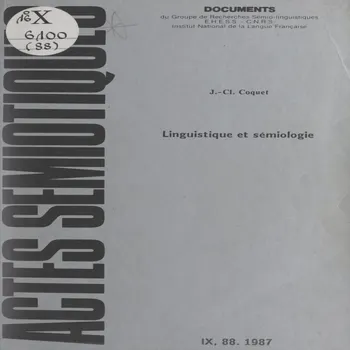 X
6100
(88)
DOCUMENTS
du Groupe de Recherches Sémio-linguistiques
E.H.E.S.S. - C.N.R.S.
Institut National de la Langue Française
J.-Cl. Coquet
Linguistique et sémiologie
ACTES SÉMIOTIQUES
IX, 88. 1987